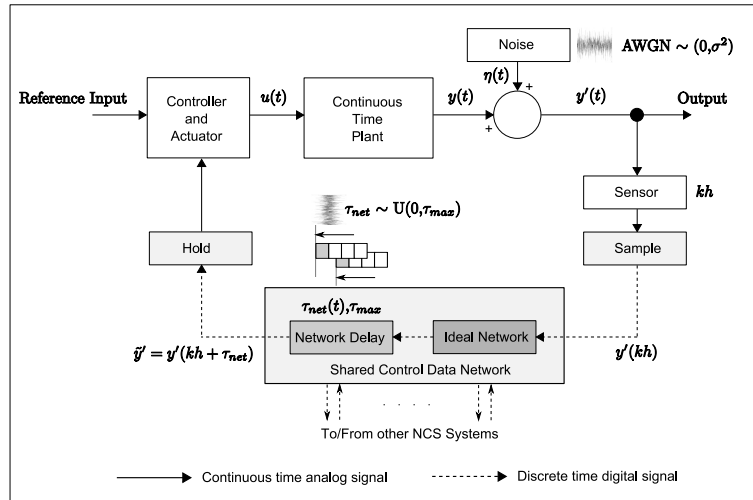 Noise
AWGN ∼ (0,σ²)
η(t)
+
Reference Input
Controller
and
Actuator
u(t)
Continuous
Time
Plant
y(t)
+
y′(t)
Output
Sensor
kh
τnet ∼ U(0,τmax)
Hold
Sample
τnet(t),τmax
Network Delay
Ideal Network
ỹ′ = y′(kh + τnet)
y′(kh)
Shared Control Data Network
. . . .
To/From other NCS Systems
Continuous time analog signal
Discrete time digital signal